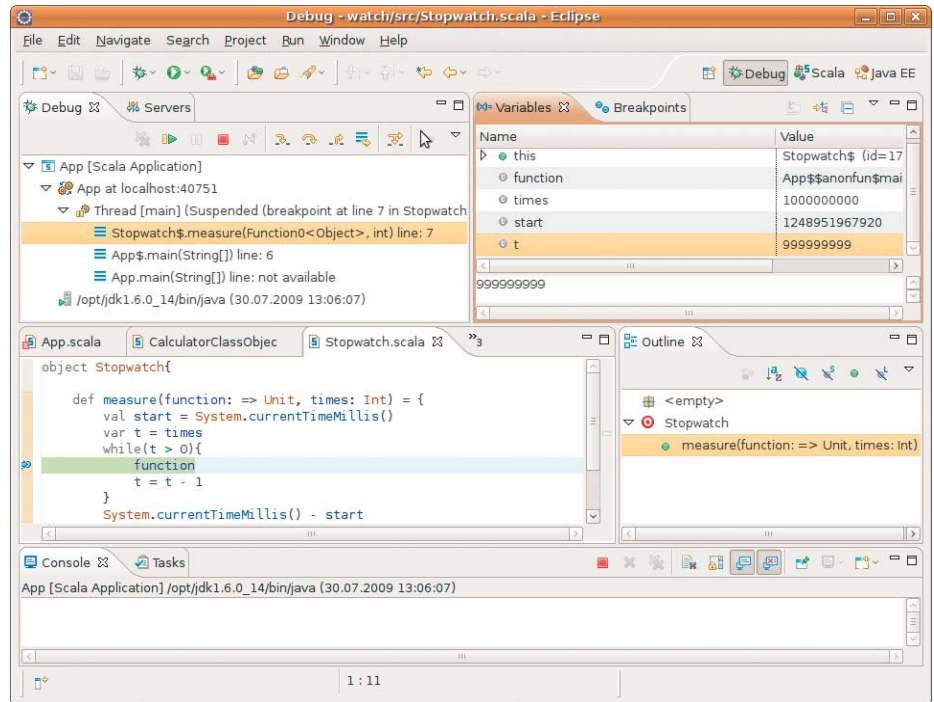 Debug - watch/src/Stopwatch.scala - Eclipse
File Edit Navigate Search Project Run Window Help
Debug Scala Java EE
Debug Servers
App [Scala Application]
App at localhost:40751
Thread [main] (Suspended (breakpoint at line 7 in Stopwatch
Stopwatch$.measure(Function0<Object>, int) line: 7
App$.main(String[]) line: 6
App.main(String[]) line: not available
/opt/jdk1.6.0_14/bin/java (30.07.2009 13:06:07)
(x)= Variables Breakpoints
Name Value
this Stopwatch$ (id=17
function App$$anonfun$mai
times 1000000000
start 1248951967920
t 999999999
999999999
App.scala CalculatorClassObjec Stopwatch.scala »3
object Stopwatch{
def measure(function: => Unit, times: Int) = {
val start = System.currentTimeMillis()
var t = times
while(t > 0){
function
t = t - 1
}
System.currentTimeMillis() - start
Outline
<empty>
Stopwatch
measure(function: => Unit, times: Int)
Console Tasks
App [Scala Application] /opt/jdk1.6.0_14/bin/java (30.07.2009 13:06:07)
1:11